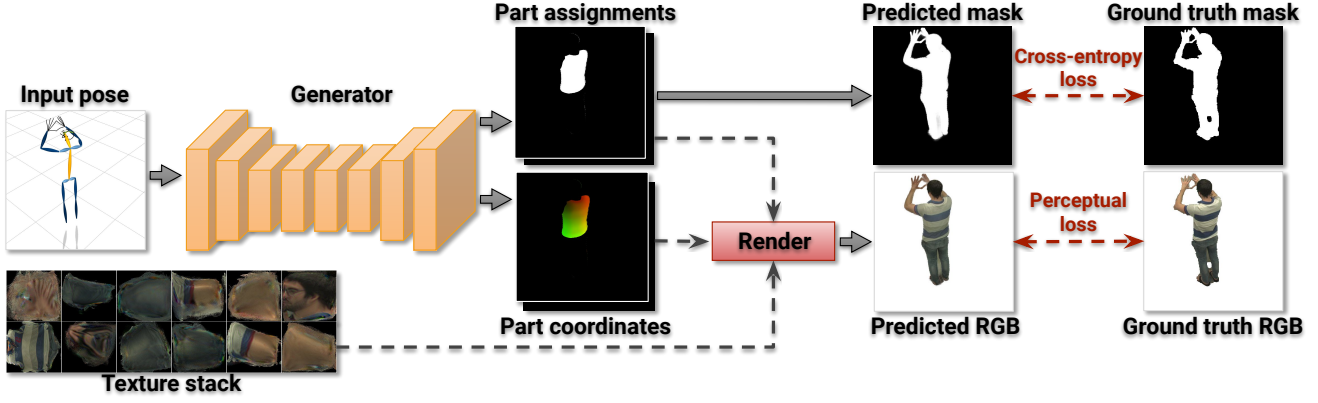 Part assignments
Predicted mask
Ground truth mask
Input pose
Generator
Cross-entropy
loss
Render
Perceptual
loss
Part coordinates
Predicted RGB
Ground truth RGB
Texture stack